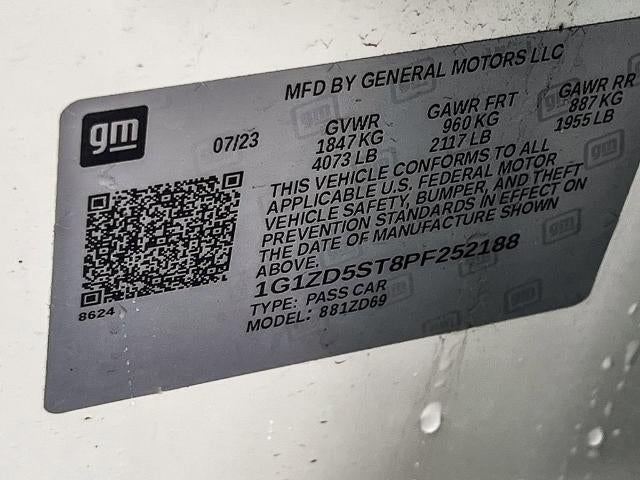 MFD BY GENERAL MOTORS LLC
gm
07/23
GVWR
1847 KG
4073 LB
GAWR FRT
960 KG
2117 LB
GAWR RR
887 KG
1955 LB
THIS VEHICLE CONFORMS TO ALL
APPLICABLE U.S. FEDERAL MOTOR
VEHICLE SAFETY, BUMPER, AND THEFT
PREVENTION STANDARDS IN EFFECT ON
THE DATE OF MANUFACTURE SHOWN
ABOVE.
1G1ZD5ST8PF252188
TYPE: PASS CAR
MODEL: 881ZD69
8624